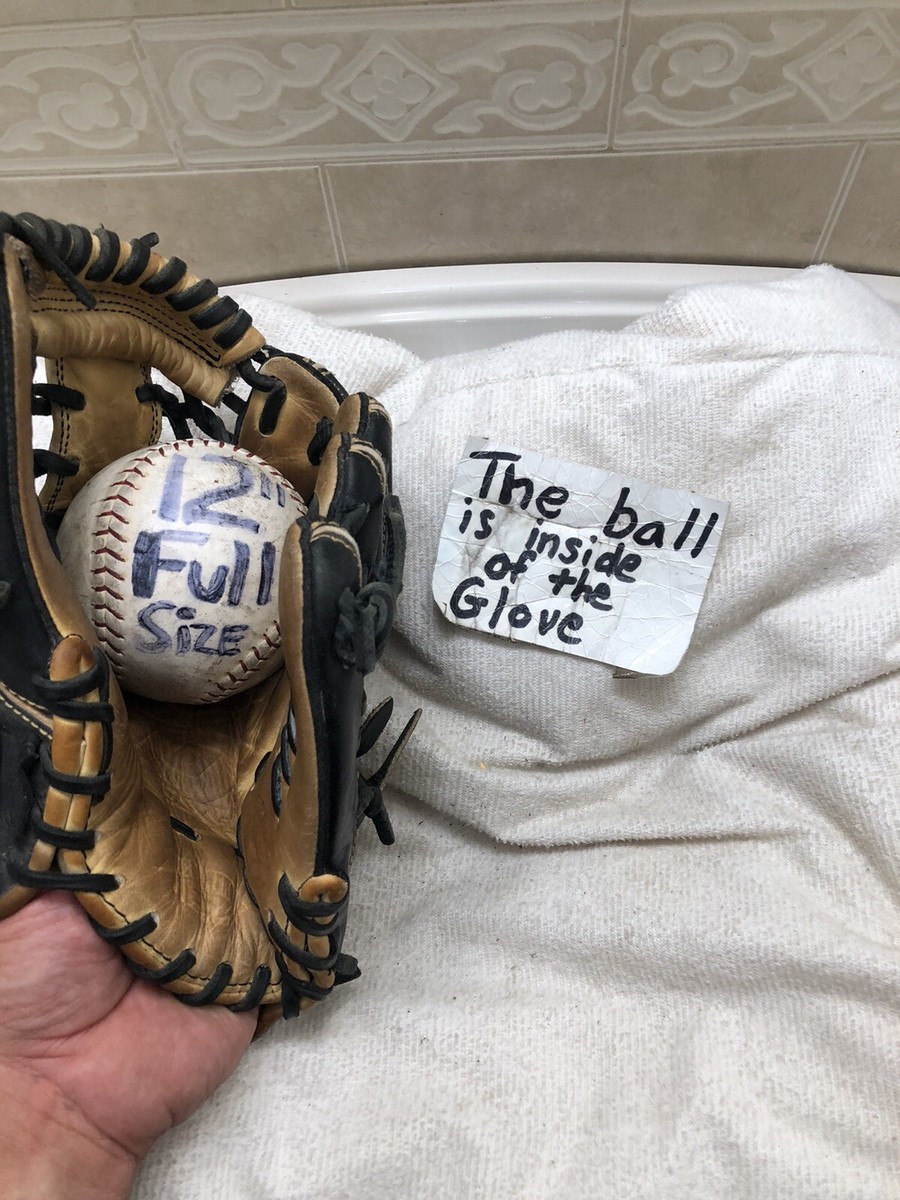 12"
Full
Size
The ball
is inside
of the
Glove